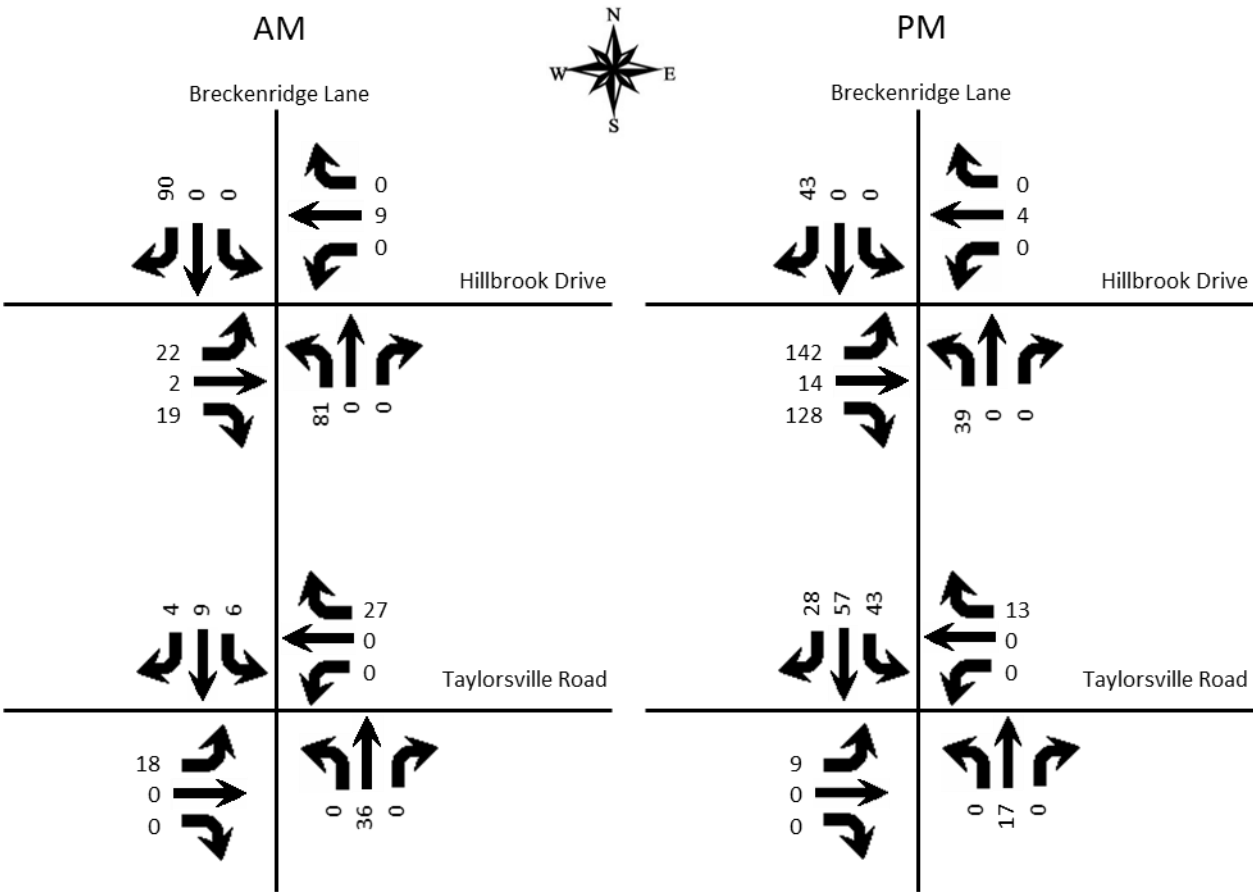 AM
N
W E
S
PM
Breckenridge Lane
Breckenridge Lane
90 0 0
0
9
0
43 0 0
0
4
0
Hillbrook Drive
Hillbrook Drive
22
2
19
81 0 0
142
14
128
39 0 0
4 9 6
27
0
0
28 57 43
13
0
0
Taylorsville Road
Taylorsville Road
18
0
0
0 36 0
9
0
0
0 17 0